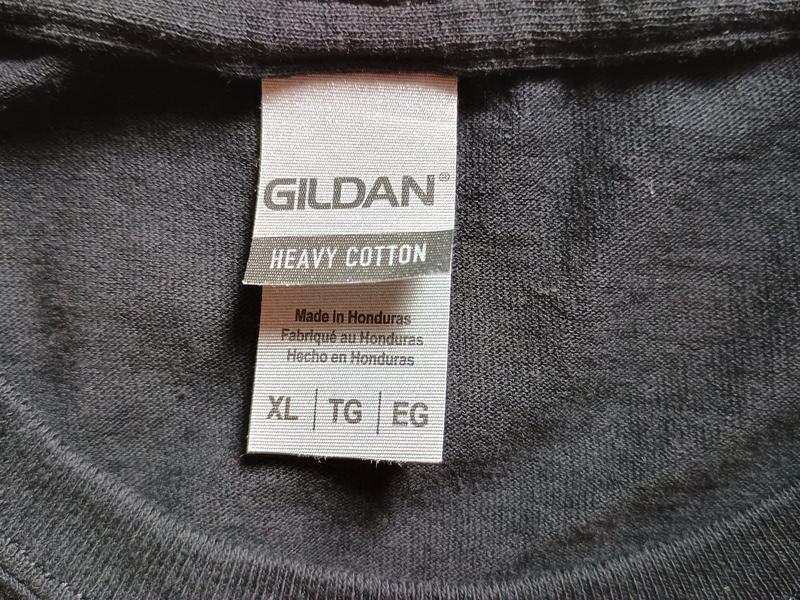 GILDAN®
HEAVY COTTON
Made in Honduras
Fabriqué au Honduras
Hecho en Honduras
XL | TG | EG